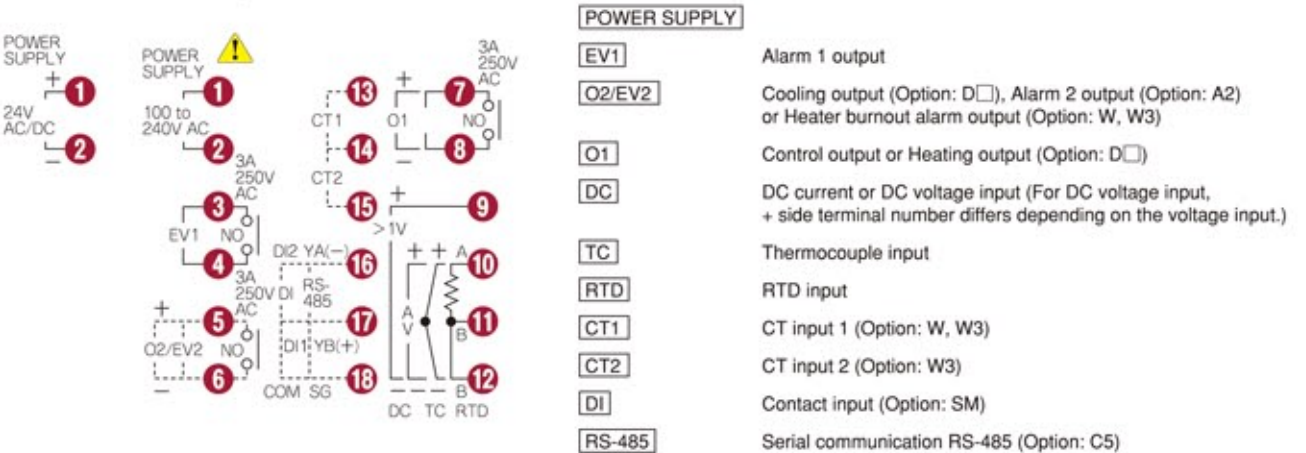 POWER
SUPPLY
+
1
24V
AC/DC
2
−
POWER
SUPPLY
1
100 to
240V AC
2
3A
250V
AC
3
EV1
NO
4
3A
250V
AC
+
5
O2/EV2
NO
6
−
13
CT1
14
CT2
15
+
O1
−
3A
250V
AC
7
NO
8
+
9
>1V
DI2 YA(−)
16
DI
RS-
485
17
DI1 YB(+)
18
COM SG
+ + A
10
A
V
B
11
B
12
− − −
DC TC RTD
POWER SUPPLY
EV1 Alarm 1 output
O2/EV2 Cooling output (Option: D□), Alarm 2 output (Option: A2)
or Heater burnout alarm output (Option: W, W3)
O1 Control output or Heating output (Option: D□)
DC DC current or DC voltage input (For DC voltage input,
+ side terminal number differs depending on the voltage input.)
TC Thermocouple input
RTD RTD input
CT1 CT input 1 (Option: W, W3)
CT2 CT input 2 (Option: W3)
DI Contact input (Option: SM)
RS-485 Serial communication RS-485 (Option: C5)